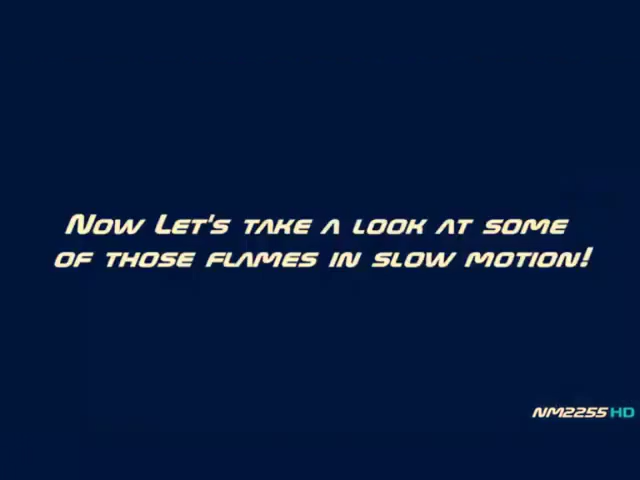 Now Let's take a look at some
of those flames in slow motion!
NM2255 HD